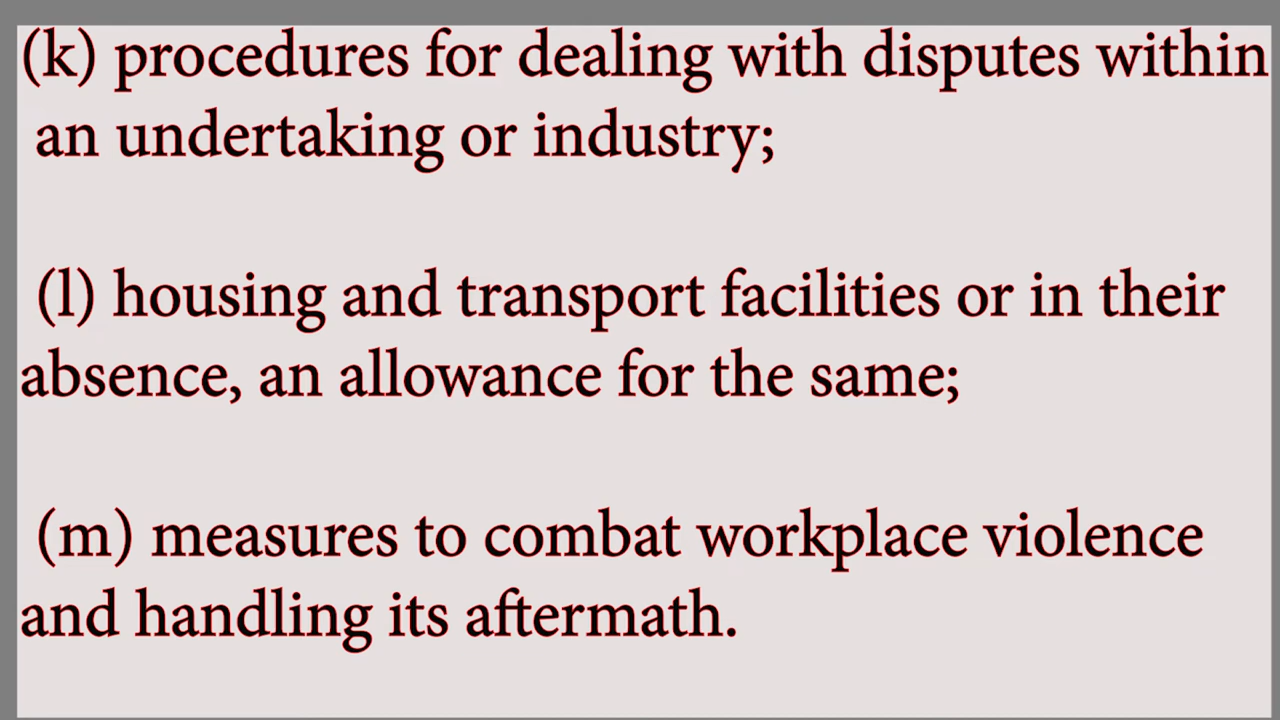 (k) procedures for dealing with disputes within
an undertaking or industry;
(l) housing and transport facilities or in their
absence, an allowance for the same;
(m) measures to combat workplace violence
and handling its aftermath.